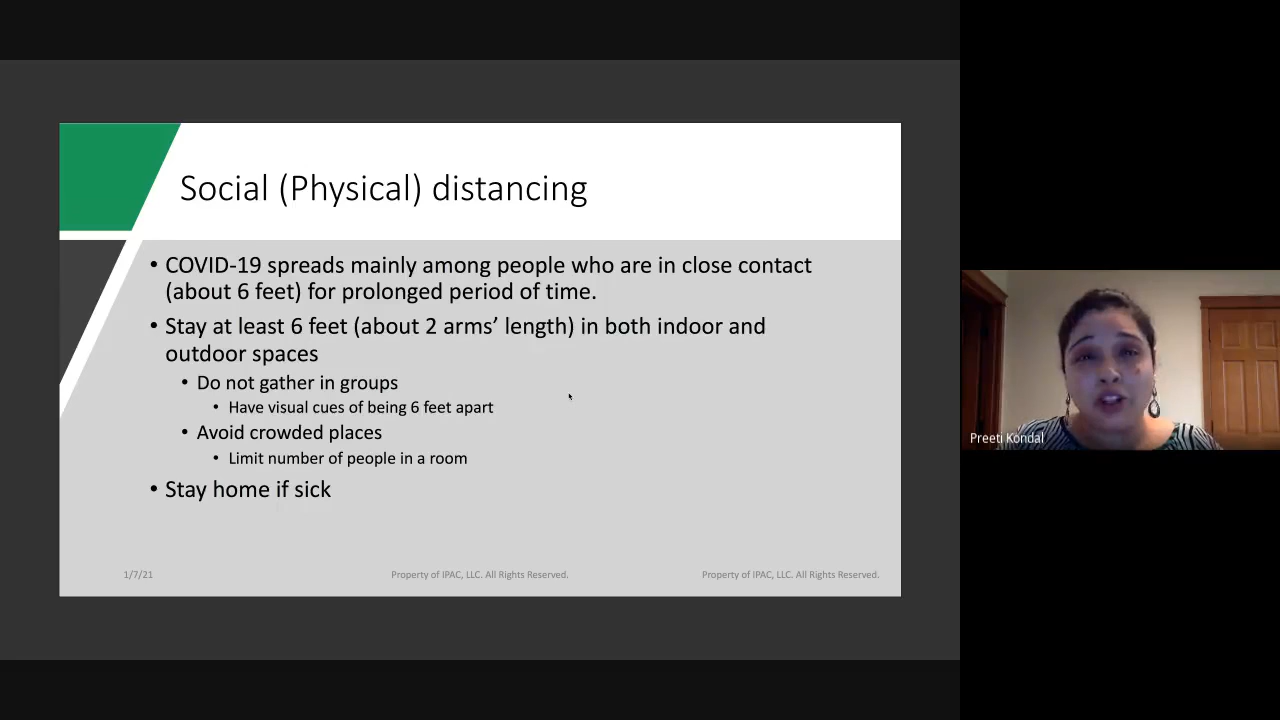 Social (Physical) distancing
• COVID-19 spreads mainly among people who are in close contact
(about 6 feet) for prolonged period of time.
• Stay at least 6 feet (about 2 arms’ length) in both indoor and
outdoor spaces
• Do not gather in groups
• Have visual cues of being 6 feet apart
• Avoid crowded places
• Limit number of people in a room
• Stay home if sick
1/7/21
Property of IPAC, LLC. All Rights Reserved.
Property of IPAC, LLC. All Rights Reserved.
Preeti Kondal